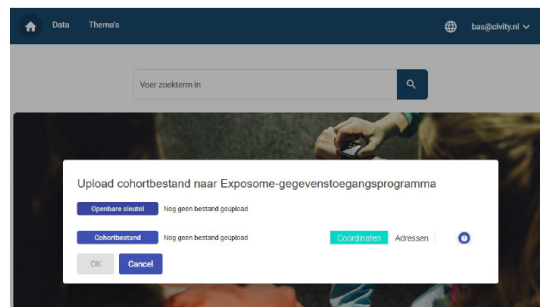 Data Thema's bas@civity.nl
Voer zoekterm in
Upload cohortbestand naar Exposome-gegevenstoegangsprogramma
Openbare sleutel Nog geen bestand geüpload
Cohortbestand Nog geen bestand geüpload Coördinaten Adressen
OK Cancel